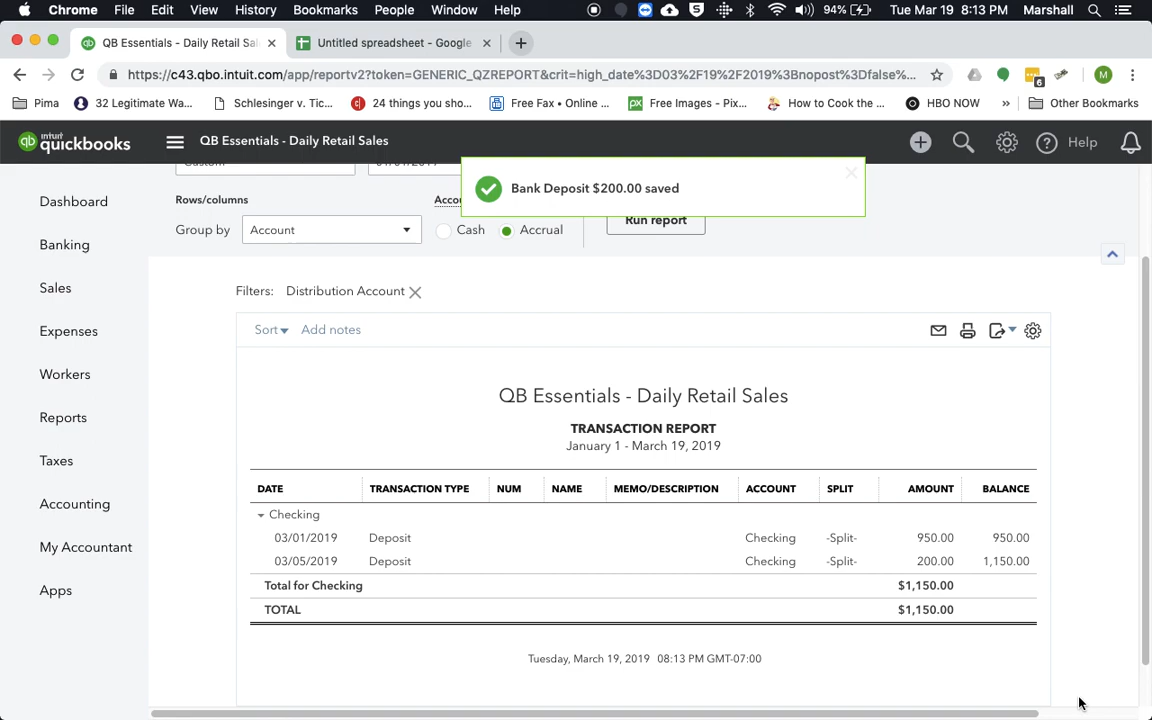 Chrome File Edit View History Bookmarks People Window Help 94% Tue Mar 19 8:13 PM Marshall
QB Essentials - Daily Retail Sal Untitled spreadsheet - Google
https://c43.qbo.intuit.com/app/reportv2?token=GENERIC_QZREPORT&crit=high_date%3D03%2F19%2F2019%3Bnopost%3Dfalse%... 6 M
Pima 32 Legitimate Wa... Schlesinger v. Tic... 24 things you sho... Free Fax • Online ... Free Images - Pix... How to Cook the ... HBO NOW » Other Bookmarks
qb intuit quickbooks QB Essentials - Daily Retail Sales Help
Bank Deposit $200.00 saved
Dashboard
Banking
Sales
Expenses
Workers
Reports
Taxes
Accounting
My Accountant
Apps
Rows/columns
Group by Account Cash Accrual Run report
Filters: Distribution Account
Sort Add notes
QB Essentials - Daily Retail Sales
TRANSACTION REPORT
January 1 - March 19, 2019
DATE TRANSACTION TYPE NUM NAME MEMO/DESCRIPTION ACCOUNT SPLIT AMOUNT BALANCE
Checking
03/01/2019 Deposit Checking -Split- 950.00 950.00
03/05/2019 Deposit Checking -Split- 200.00 1,150.00
Total for Checking $1,150.00
TOTAL $1,150.00
Tuesday, March 19, 2019 08:13 PM GMT-07:00